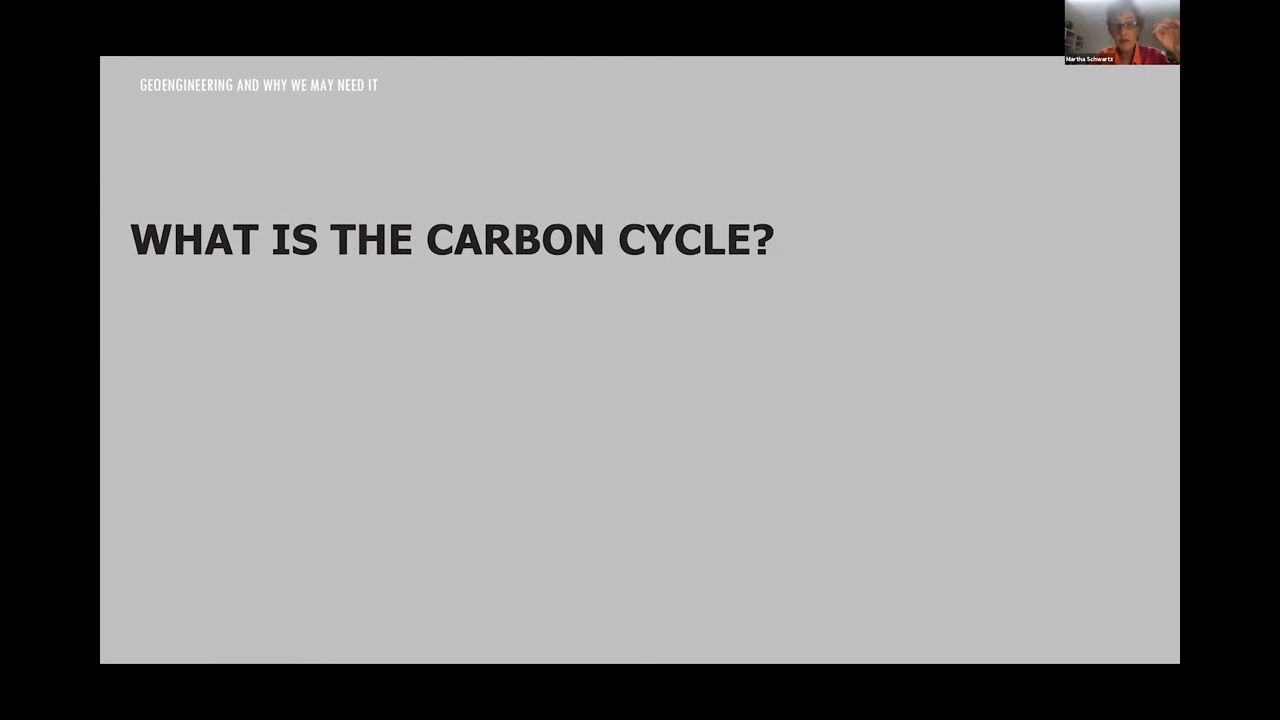 Martha Schwartz
GEOENGINEERING AND WHY WE MAY NEED IT
WHAT IS THE CARBON CYCLE?